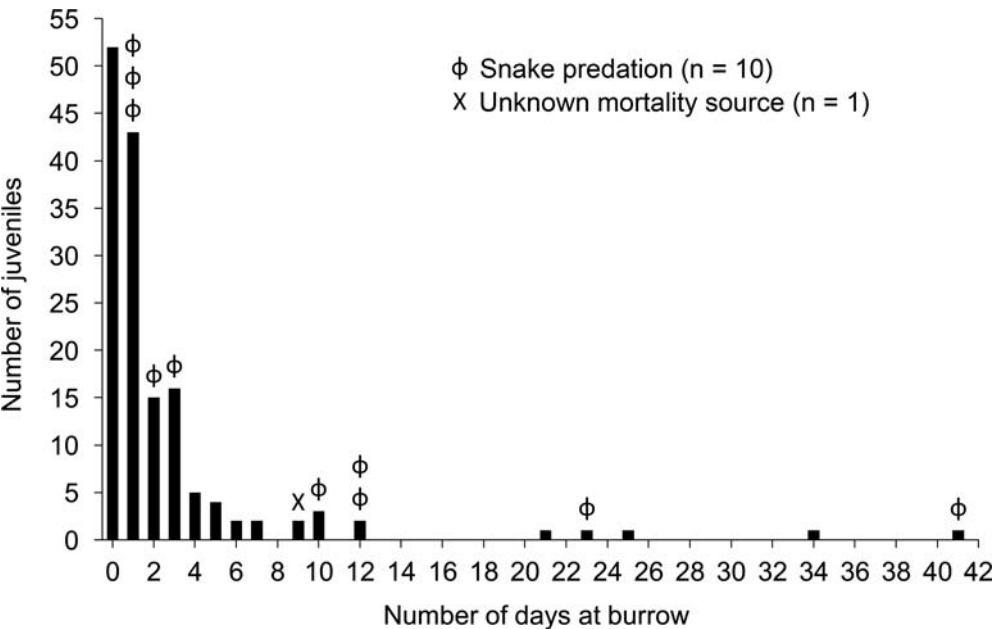 55
50
45
40
35
30
25
20
15
10
5
0
Number of juveniles
ϕ Snake predation (n = 10)
X Unknown mortality source (n = 1)
ϕ
ϕ
ϕ
ϕ ϕ
X ϕ
ϕ
ϕ
ϕ
ϕ
0 2 4 6 8 10 12 14 16 18 20 22 24 26 28 30 32 34 36 38 40 42
Number of days at burrow